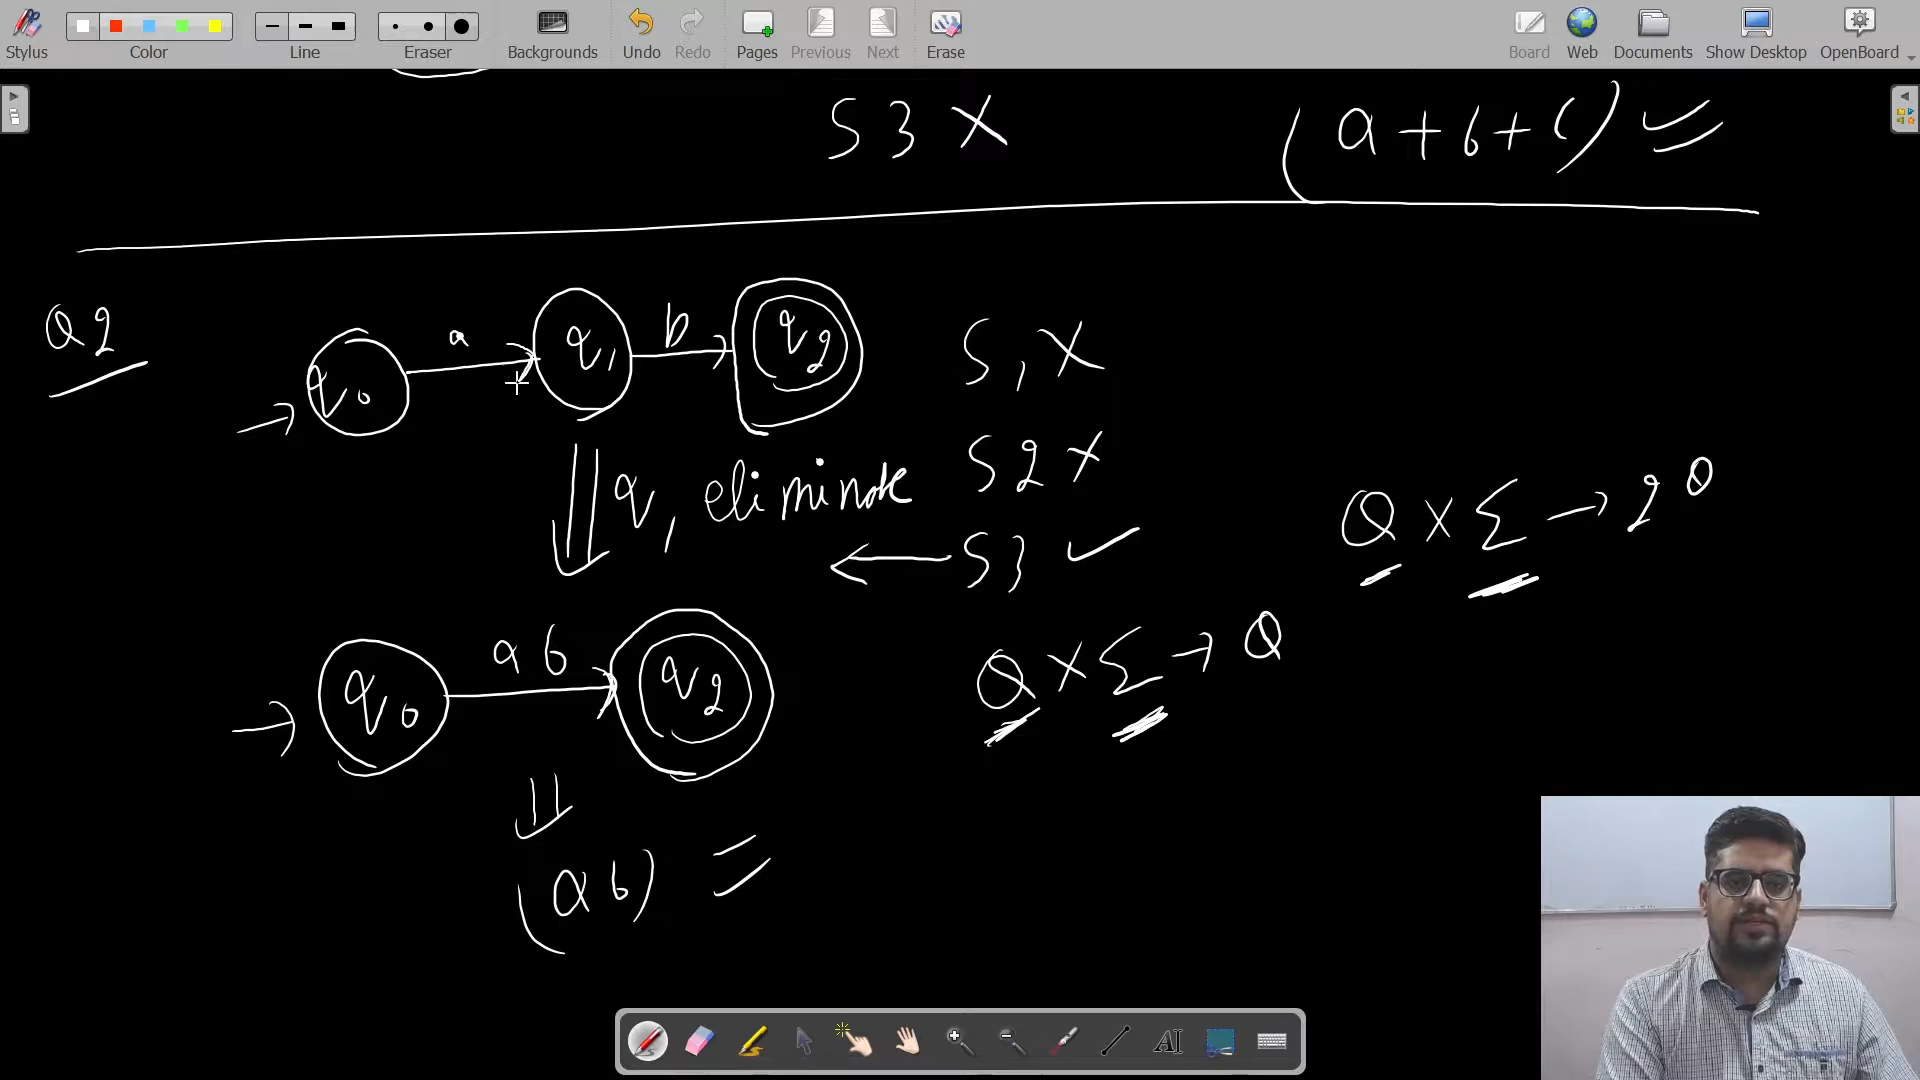 Stylus Color Line Eraser Backgrounds Undo Redo Pages Previous Next Erase Board Web Documents Show Desktop OpenBoard
S3 X (a+b+c)
Q2
q0 a q1 b q2 S1 X
q1 eliminate S2 X
Q X Σ → 2^Q
← S3 ✓
q0 ab q2 Q X Σ → Q
(ab)